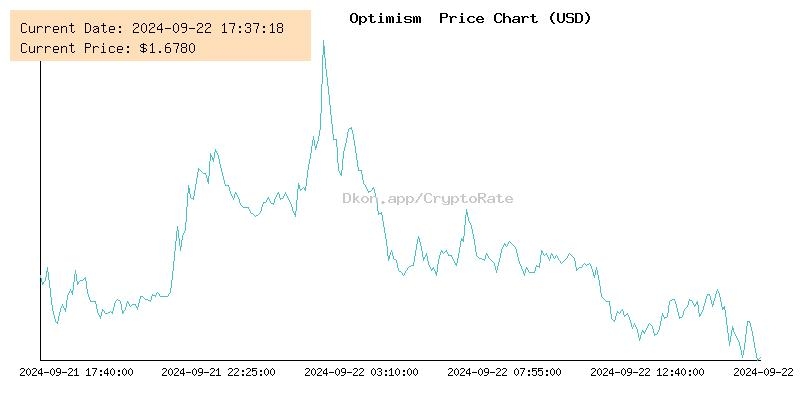 Optimism Price Chart (USD)
Current Date: 2024-09-22 17:37:18
Current Price: $1.6780
Dkon.app/CryptoRate
2024-09-21 17:40:00 2024-09-21 22:25:00 2024-09-22 03:10:00 2024-09-22 07:55:00 2024-09-22 12:40:00 2024-09-22